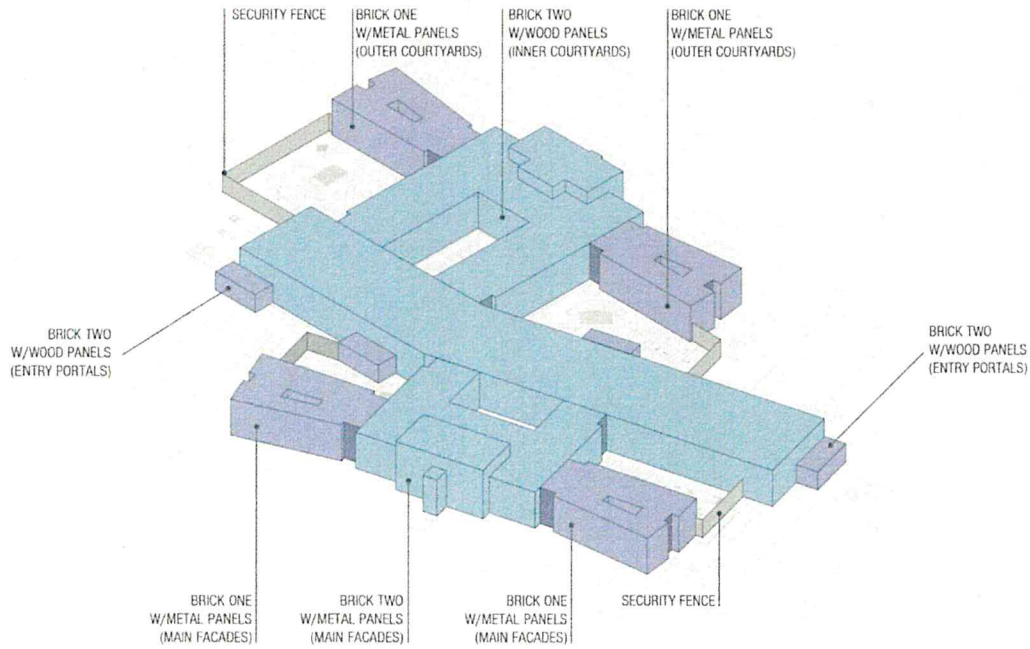 SECURITY FENCE
BRICK ONE
W/METAL PANELS
(OUTER COURTYARDS)
BRICK TWO
W/WOOD PANELS
(INNER COURTYARDS)
BRICK ONE
W/METAL PANELS
(OUTER COURTYARDS)
BRICK TWO
W/WOOD PANELS
(ENTRY PORTALS)
BRICK TWO
W/WOOD PANELS
(ENTRY PORTALS)
BRICK ONE
W/METAL PANELS
(MAIN FACADES)
BRICK TWO
W/METAL PANELS
(MAIN FACADES)
BRICK ONE
W/METAL PANELS
(MAIN FACADES)
SECURITY FENCE